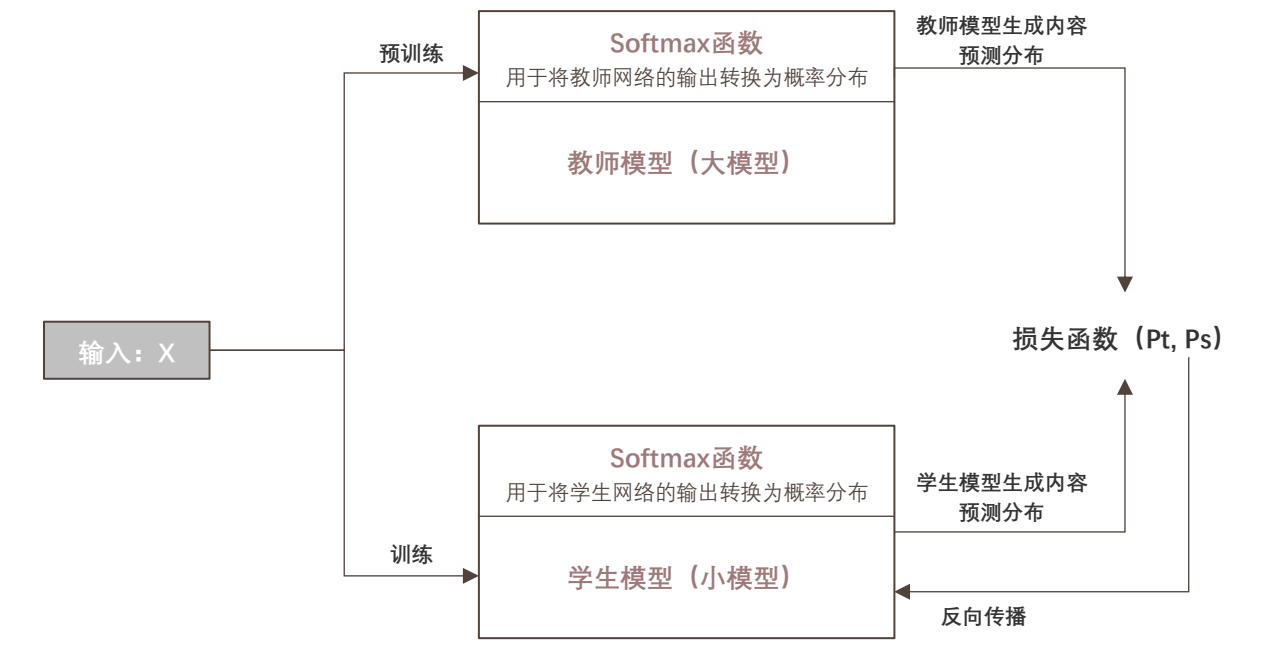 预训练
Softmax函数
用于将教师网络的输出转换为概率分布
教师模型（大模型）
教师模型生成内容
预测分布
输入：X
损失函数（Pt, Ps）
训练
Softmax函数
用于将学生网络的输出转换为概率分布
学生模型（小模型）
学生模型生成内容
预测分布
反向传播